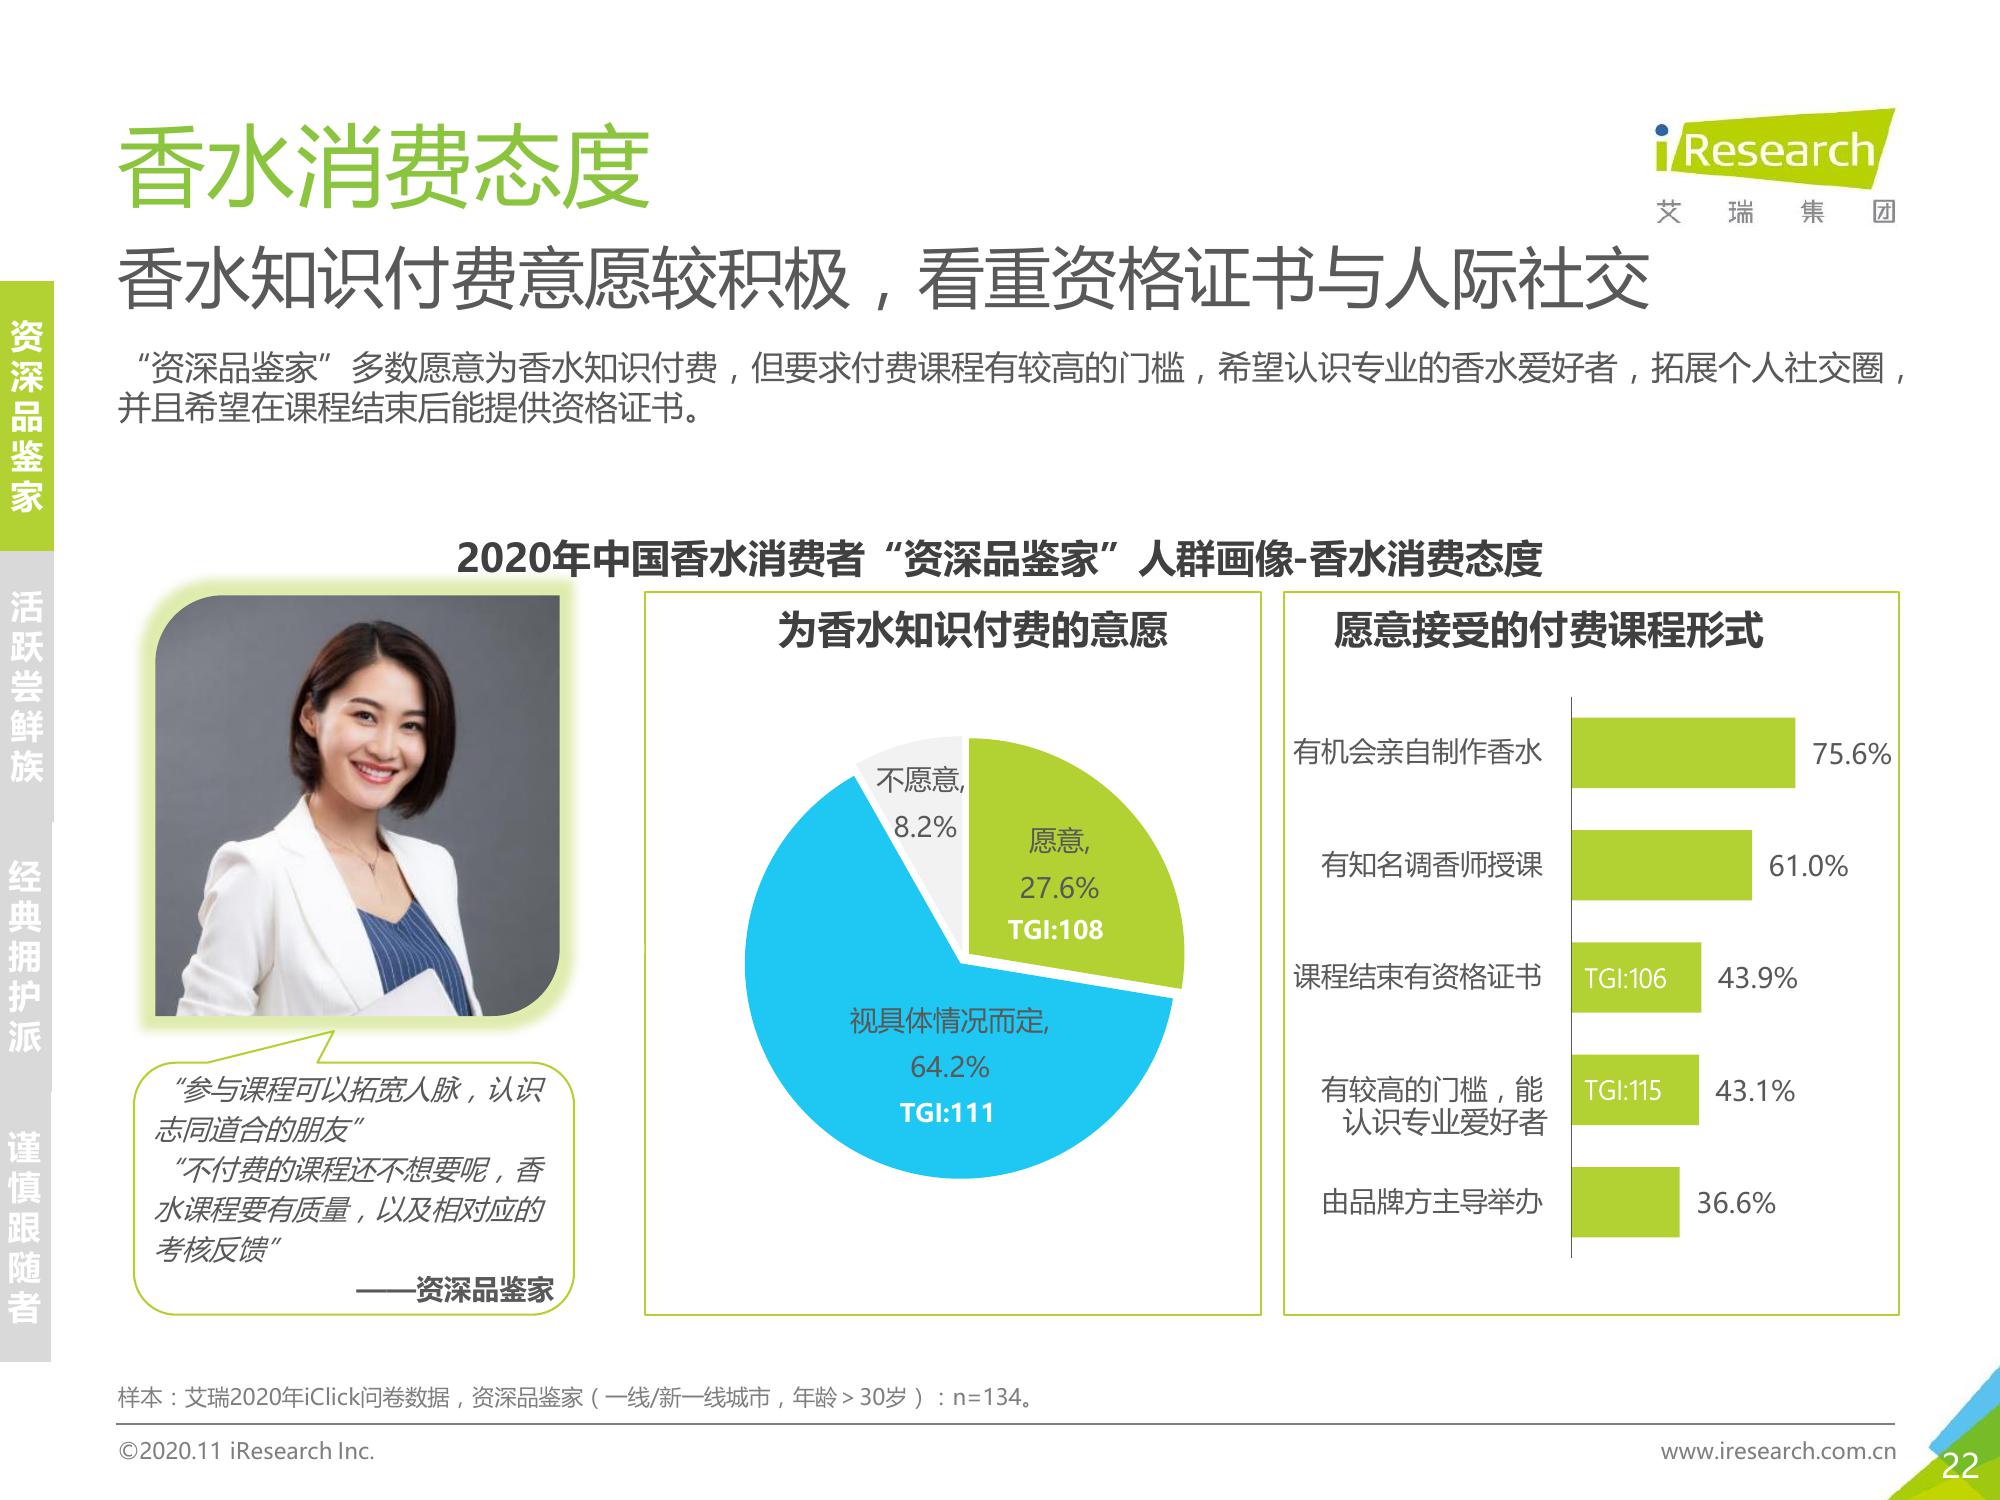 香水消费态度
iResearch
艾瑞集团
香水知识付费意愿较积极，看重资格证书与人际社交
“资深品鉴家”多数愿意为香水知识付费，但要求付费课程有较高的门槛，希望认识专业的香水爱好者，拓展个人社交圈，
并且希望在课程结束后能提供资格证书。
资深品鉴家
活跃尝鲜族
经典拥护派
谨慎跟随者
2020年中国香水消费者“资深品鉴家”人群画像-香水消费态度
“参与课程可以拓宽人脉，认识
志同道合的朋友”
“不付费的课程还不想要呢，香
水课程要有质量，以及相对应的
考核反馈”
——资深品鉴家
为香水知识付费的意愿
不愿意,
8.2%
愿意,
27.6%
TGI:108
视具体情况而定,
64.2%
TGI:111
愿意接受的付费课程形式
有机会亲自制作香水 75.6%
有知名调香师授课 61.0%
课程结束有资格证书 TGI:106 43.9%
有较高的门槛，能
认识专业爱好者 TGI:115 43.1%
由品牌方主导举办 36.6%
样本：艾瑞2020年iClick问卷数据，资深品鉴家（一线/新一线城市，年龄＞30岁）：n=134。
©2020.11 iResearch Inc.
www.iresearch.com.cn
22